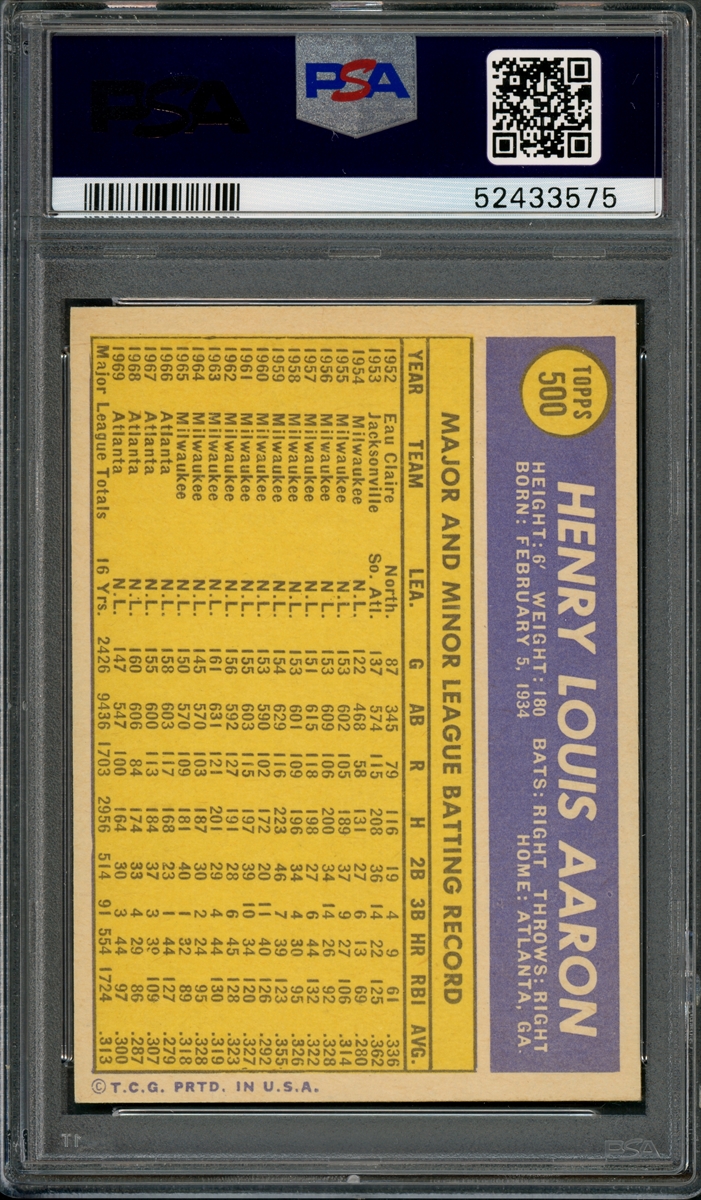 PSA
PSA
52433575
TOPPS
500
HENRY LOUIS AARON
HEIGHT: 6' WEIGHT: 180 BATS: RIGHT THROWS: RIGHT
BORN: FEBRUARY 5, 1934 HOME: ATLANTA, GA.
MAJOR AND MINOR LEAGUE BATTING RECORD
YEAR TEAM LEA. G AB R H 2B 3B HR RBI AVG.
1952 Eau Claire North. 87 345 79 116 19 4 9 61 .336
1953 Jacksonville So. Atl. 137 574 115 208 36 14 22 125 .362
1954 Milwaukee N.L. 122 468 58 131 27 6 13 69 .280
1955 Milwaukee N.L. 153 602 105 189 37 9 27 106 .314
1956 Milwaukee N.L. 153 609 106 200 34 14 26 92 .328
1957 Milwaukee N.L. 151 615 118 198 27 6 44 132 .322
1958 Milwaukee N.L. 153 601 109 196 34 4 30 95 .326
1959 Milwaukee N.L. 154 629 116 223 46 7 39 123 .355
1960 Milwaukee N.L. 153 590 102 172 20 11 40 126 .292
1961 Milwaukee N.L. 155 603 115 197 39 10 34 120 .327
1962 Milwaukee N.L. 156 592 127 191 28 6 45 128 .323
1963 Milwaukee N.L. 161 631 121 201 29 4 44 130 .319
1964 Milwaukee N.L. 145 570 103 187 30 2 24 95 .328
1965 Milwaukee N.L. 150 570 109 181 40 1 32 89 .318
1966 Atlanta N.L. 158 603 117 168 23 1 44 127 .279
1967 Atlanta N.L. 155 600 113 184 37 3 39 109 .307
1968 Atlanta N.L. 160 606 84 174 33 4 29 86 .287
1969 Atlanta N.L. 147 547 100 164 30 3 44 97 .300
Major League Totals 16 Yrs. 2426 9436 1703 2956 514 91 554 1724 .313
© T.C.G. PRTD. IN U.S.A.
PSA